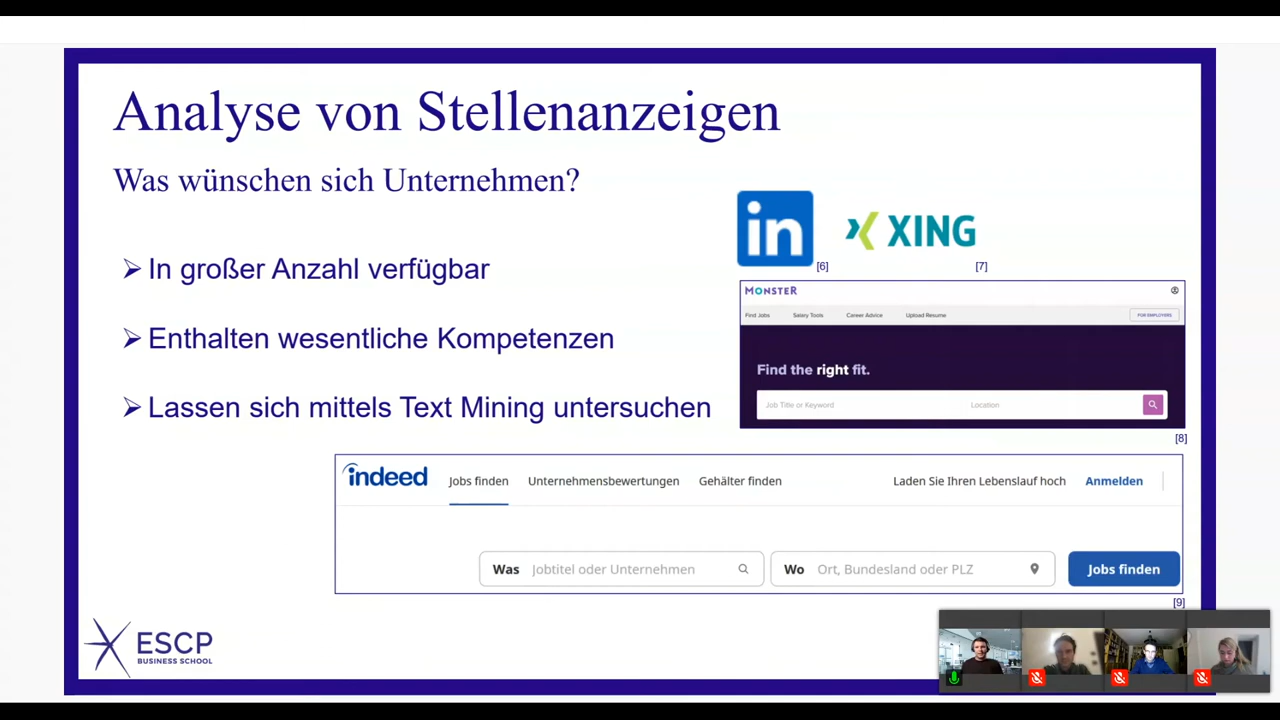 Analyse von Stellenanzeigen
Was wünschen sich Unternehmen?
In großer Anzahl verfügbar
Enthalten wesentliche Kompetenzen
Lassen sich mittels Text Mining untersuchen
in
[6]
XING
[7]
MONSTER
Find Jobs Salary Tools Career Advice Upload Resume FOR EMPLOYERS
Find the right fit.
Job Title or Keyword Location
[8]
indeed Jobs finden Unternehmensbewertungen Gehälter finden Laden Sie Ihren Lebenslauf hoch Anmelden
Was Jobtitel oder Unternehmen Wo Ort, Bundesland oder PLZ Jobs finden
[9]
ESCP
BUSINESS SCHOOL